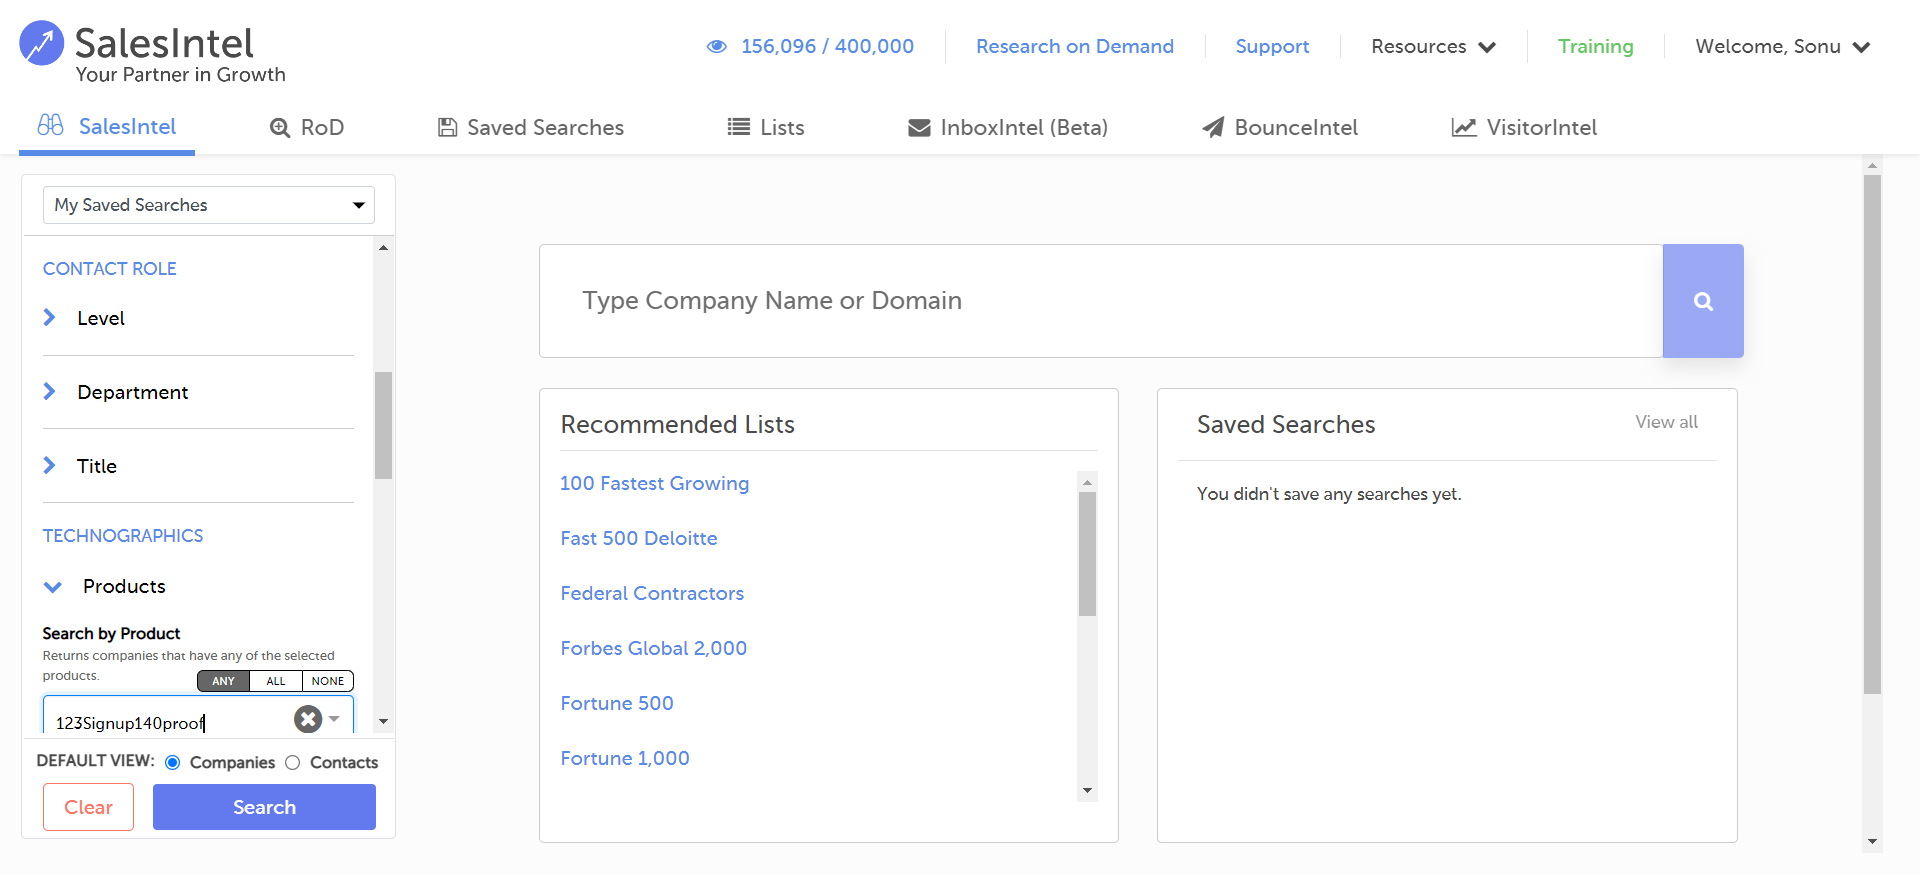 SalesIntel
Your Partner in Growth
156,096 / 400,000
Research on Demand
Support
Resources
Training
Welcome, Sonu
SalesIntel
RoD
Saved Searches
Lists
InboxIntel (Beta)
BounceIntel
VisitorIntel
My Saved Searches
CONTACT ROLE
Level
Department
Title
TECHNOGRAPHICS
Products
Search by Product
Returns companies that have any of the selected
products.
ANY
ALL
NONE
123Signup140proof
DEFAULT VIEW:
Companies
Contacts
Clear
Search
Type Company Name or Domain
Recommended Lists
100 Fastest Growing
Fast 500 Deloitte
Federal Contractors
Forbes Global 2,000
Fortune 500
Fortune 1,000
Saved Searches
View all
You didn't save any searches yet.